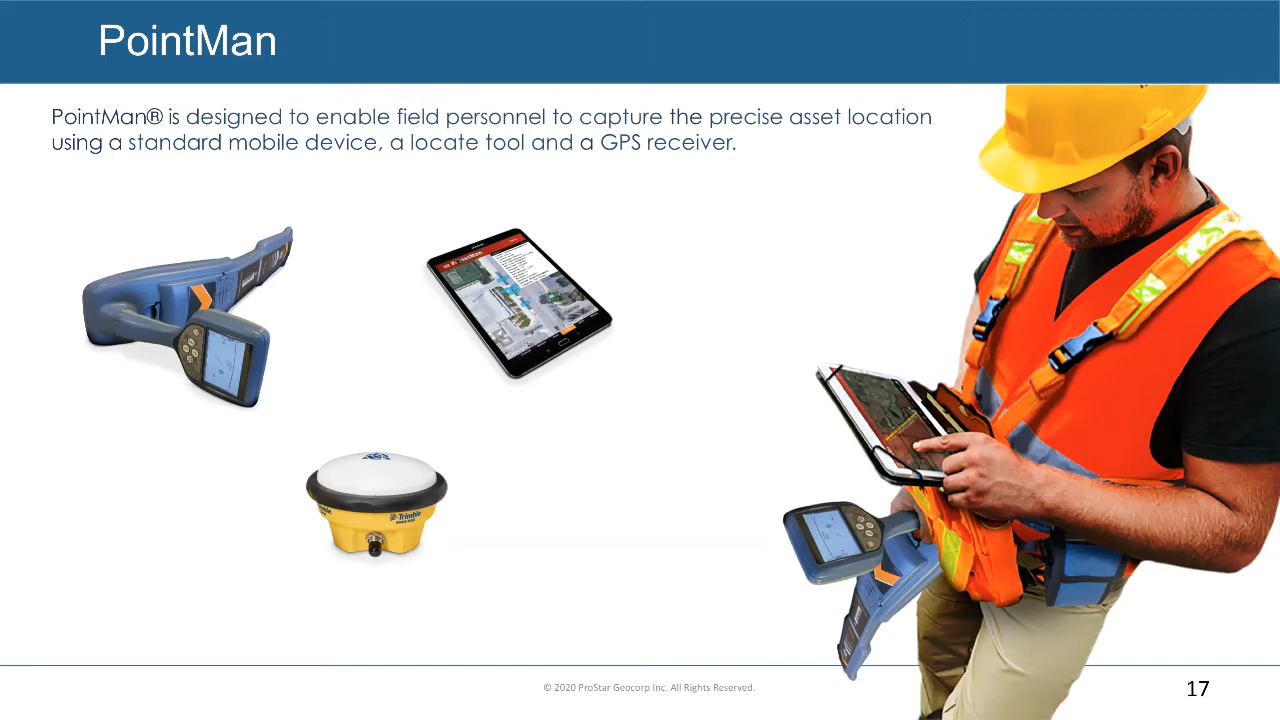 PointMan
PointMan® is designed to enable field personnel to capture the precise asset location
using a standard mobile device, a locate tool and a GPS receiver.
PointMan
Trimble
© 2020 ProStar Geocorp Inc. All Rights Reserved.
17